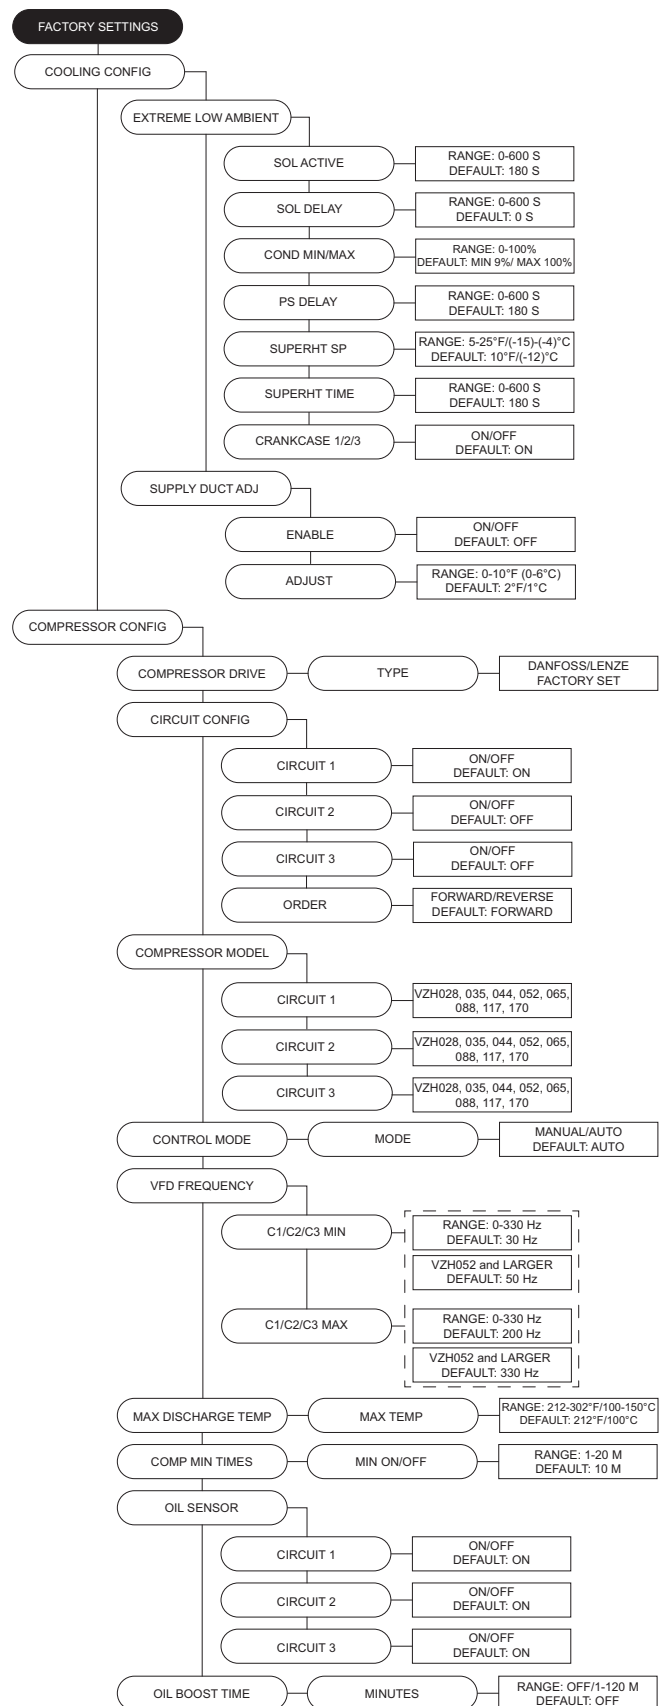 FACTORY SETTINGS
COOLING CONFIG
EXTREME LOW AMBIENT
SOL ACTIVE
RANGE: 0-600 S
DEFAULT: 180 S
SOL DELAY
RANGE: 0-600 S
DEFAULT: 0 S
COND MIN/MAX
RANGE: 0-100%
DEFAULT: MIN 9%/ MAX 100%
PS DELAY
RANGE: 0-600 S
DEFAULT: 180 S
SUPERHT SP
RANGE: 5-25°F/(-15)-(-4)°C
DEFAULT: 10°F/(-12)°C
SUPERHT TIME
RANGE: 0-600 S
DEFAULT: 180 S
CRANKCASE 1/2/3
ON/OFF
DEFAULT: ON
SUPPLY DUCT ADJ
ENABLE
ON/OFF
DEFAULT: OFF
ADJUST
RANGE: 0-10°F (0-6°C)
DEFAULT: 2°F/1°C
COMPRESSOR CONFIG
COMPRESSOR DRIVE
TYPE
DANFOSS/LENZE
FACTORY SET
CIRCUIT CONFIG
CIRCUIT 1
ON/OFF
DEFAULT: ON
CIRCUIT 2
ON/OFF
DEFAULT: OFF
CIRCUIT 3
ON/OFF
DEFAULT: OFF
ORDER
FORWARD/REVERSE
DEFAULT: FORWARD
COMPRESSOR MODEL
CIRCUIT 1
VZH028, 035, 044, 052, 065,
088, 117, 170
CIRCUIT 2
VZH028, 035, 044, 052, 065,
088, 117, 170
CIRCUIT 3
VZH028, 035, 044, 052, 065,
088, 117, 170
CONTROL MODE
MODE
MANUAL/AUTO
DEFAULT: AUTO
VFD FREQUENCY
C1/C2/C3 MIN
RANGE: 0-330 Hz
DEFAULT: 30 Hz
VZH052 and LARGER
DEFAULT: 50 Hz
C1/C2/C3 MAX
RANGE: 0-330 Hz
DEFAULT: 200 Hz
VZH052 and LARGER
DEFAULT: 330 Hz
MAX DISCHARGE TEMP
MAX TEMP
RANGE: 212-302°F/100-150°C
DEFAULT: 212°F/100°C
COMP MIN TIMES
MIN ON/OFF
RANGE: 1-20 M
DEFAULT: 10 M
OIL SENSOR
CIRCUIT 1
ON/OFF
DEFAULT: ON
CIRCUIT 2
ON/OFF
DEFAULT: ON
CIRCUIT 3
ON/OFF
DEFAULT: ON
OIL BOOST TIME
MINUTES
RANGE: OFF/1-120 M
DEFAULT: OFF